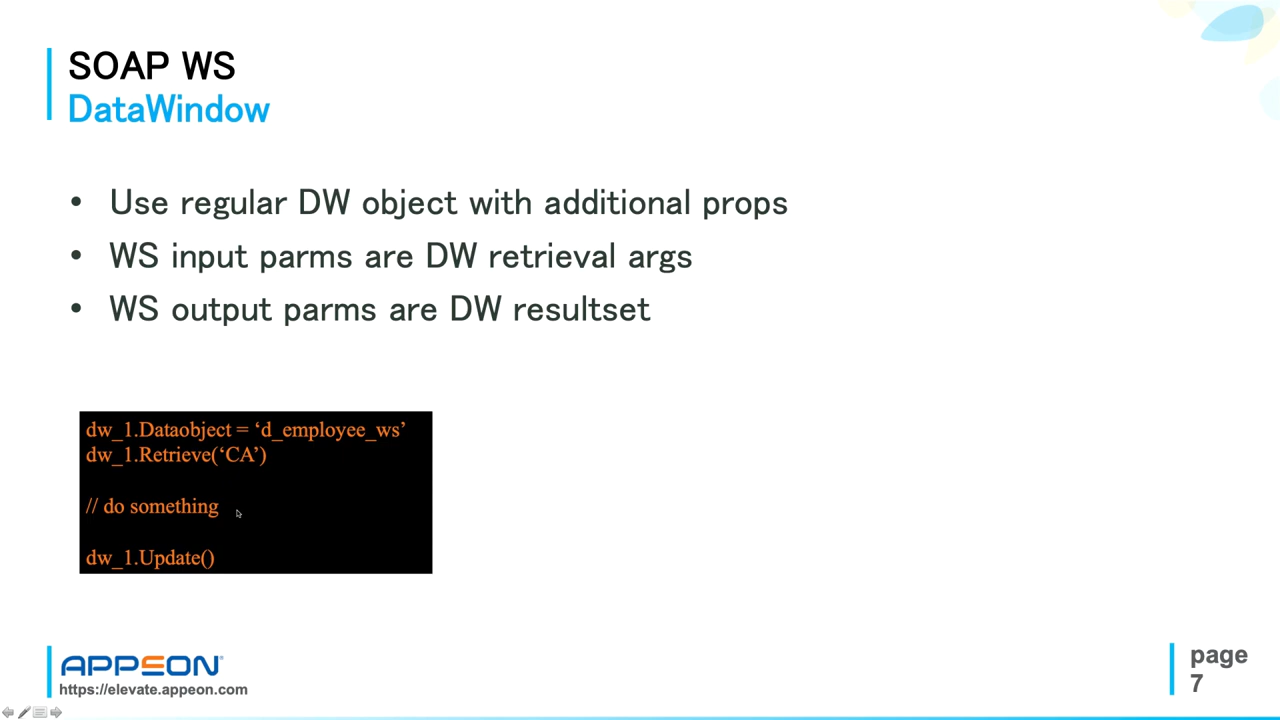 SOAP WS
DataWindow
• Use regular DW object with additional props
• WS input parms are DW retrieval args
• WS output parms are DW resultset
dw_1.Dataobject = ‘d_employee_ws’
dw_1.Retrieve(‘CA’)
// do something
dw_1.Update()
APPEON®
https://elevate.appeon.com
page
7